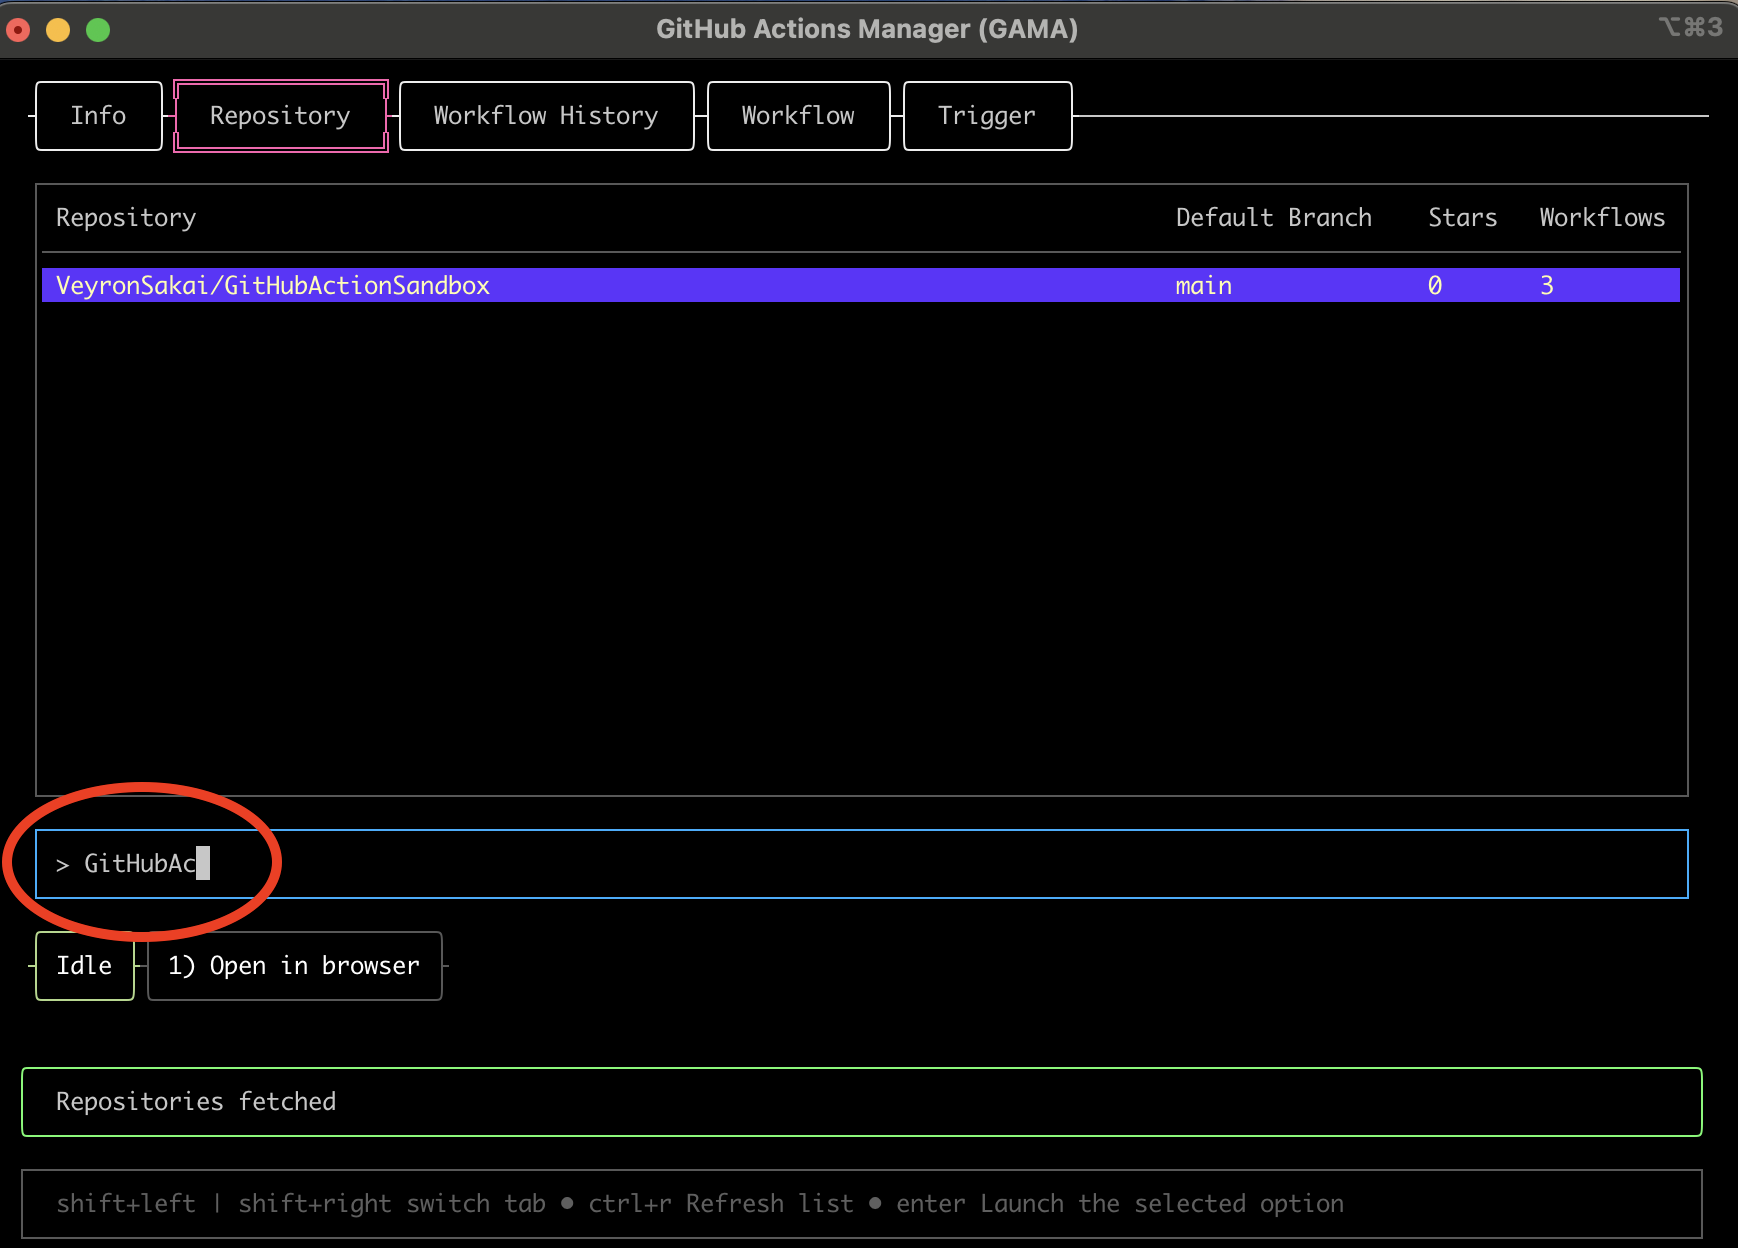 GitHub Actions Manager (GAMA) ⌥⌘3
Info Repository Workflow History Workflow Trigger
Repository Default Branch Stars Workflows
VeyronSakai/GitHubActionSandbox main 0 3
> GitHubAc
Idle 1) Open in browser
Repositories fetched
shift+left | shift+right switch tab • ctrl+r Refresh list • enter Launch the selected option